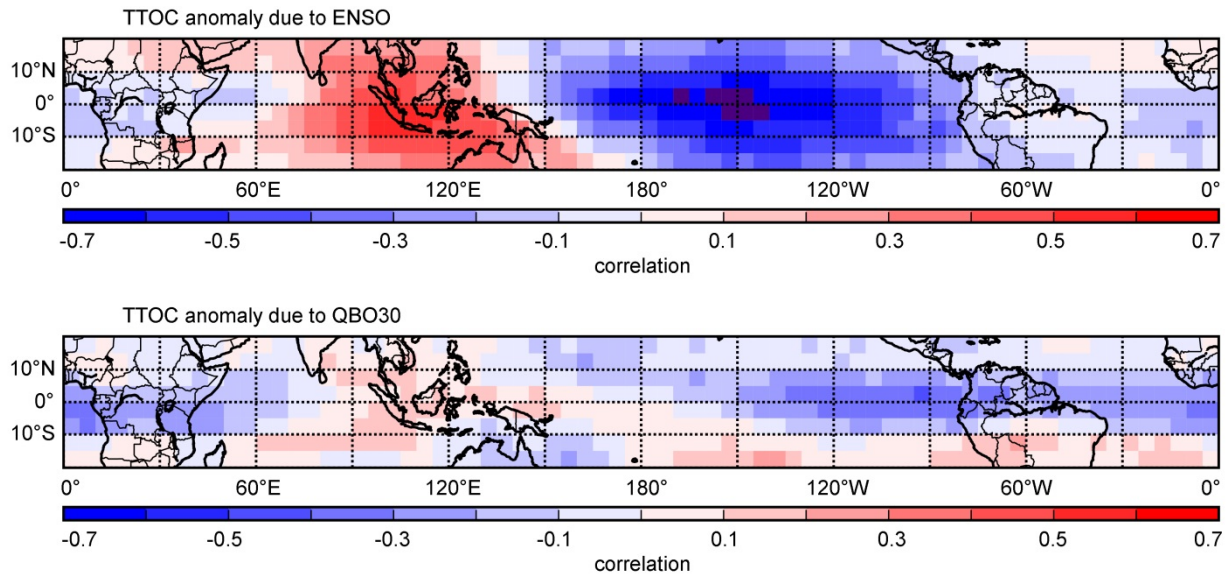 TTOC anomaly due to ENSO
10°N
0°
10°S
0° 60°E 120°E 180° 120°W 60°W 0°
-0.7 -0.5 -0.3 -0.1 0.1 0.3 0.5 0.7
correlation
TTOC anomaly due to QBO30
10°N
0°
10°S
0° 60°E 120°E 180° 120°W 60°W 0°
-0.7 -0.5 -0.3 -0.1 0.1 0.3 0.5 0.7
correlation